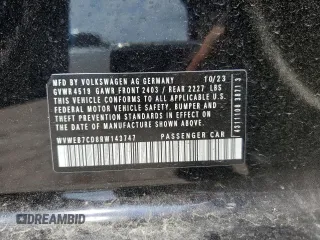 MFD BY VOLKSWAGEN AG GERMANY 10/23
GVWR 4519 GAWR FRONT 2403 / REAR 2227 LBS
THIS VEHICLE CONFORMS TO ALL APPLICABLE U.S.
FEDERAL MOTOR VEHICLE SAFETY, BUMPER AND
THEFT PREVENTION STANDARDS IN EFFECT ON THE
DATE OF MANUFACTURE SHOWN ABOVE.
WVWEB7CD8RW143747 PASSENGER CAR
DREAMBID